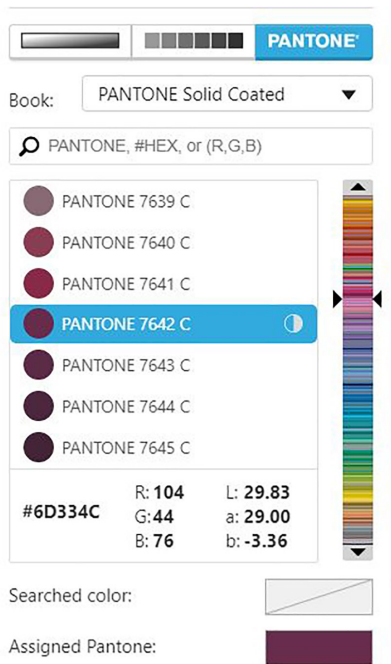 PANTONE®
Book: PANTONE Solid Coated
PANTONE, #HEX, or (R,G,B)
PANTONE 7639 C
PANTONE 7640 C
PANTONE 7641 C
PANTONE 7642 C
PANTONE 7643 C
PANTONE 7644 C
PANTONE 7645 C
#6D334C
R: 104 L: 29.83
G:44 a: 29.00
B: 76 b: -3.36
Searched color:
Assigned Pantone: